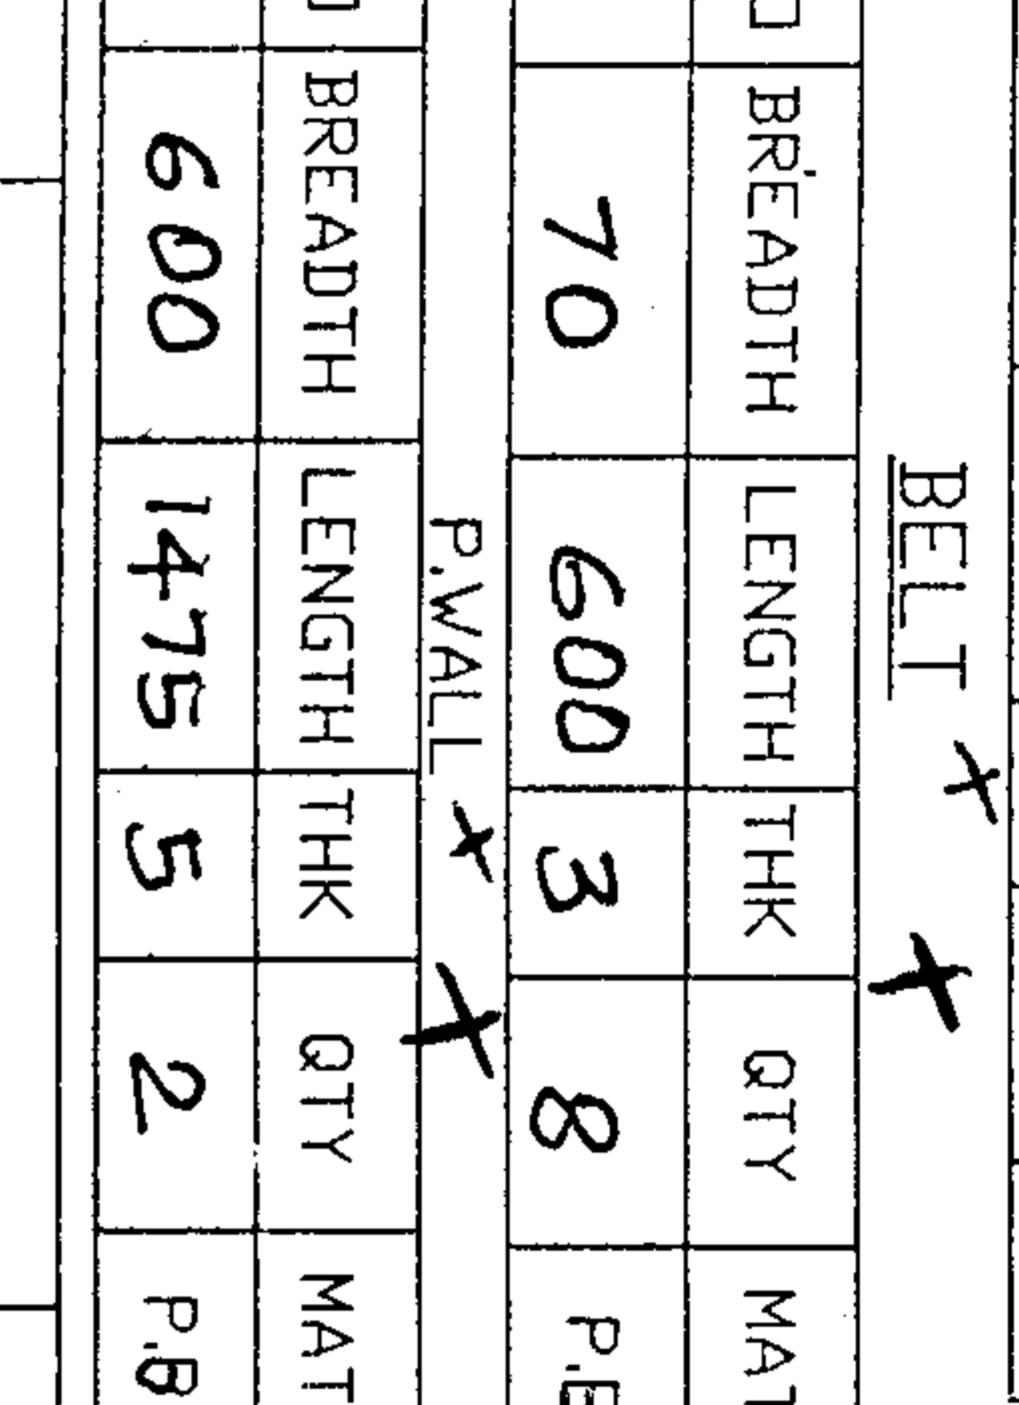 BELT
BREADTH LENGTH THK QTY MAT
70 600 3 8
P.WALL
BREADTH LENGTH THK QTY MAT
600 1475 5 2 P.B